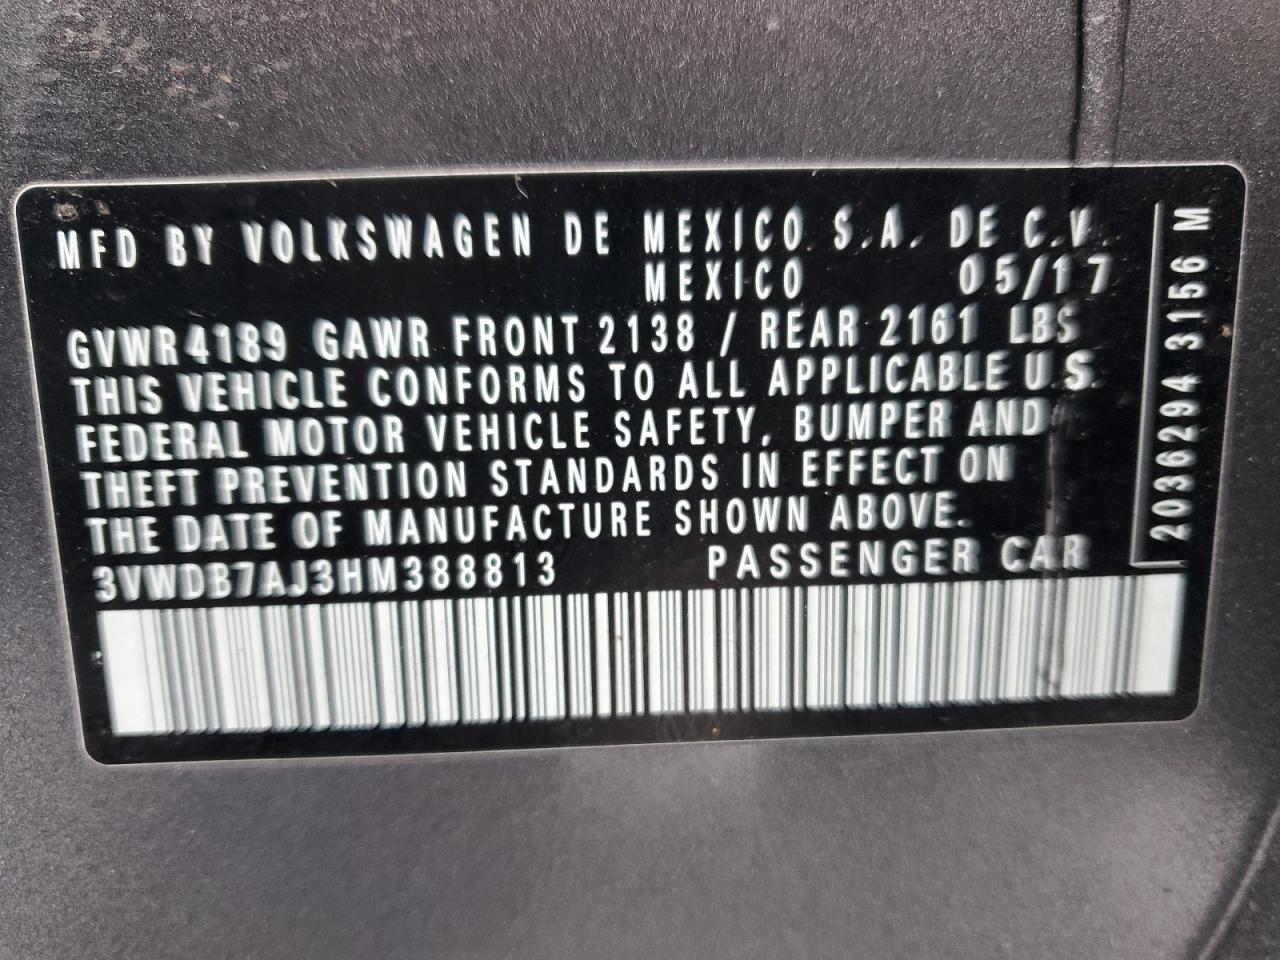 MFD BY VOLKSWAGEN DE MEXICO S.A. DE C.V.
MEXICO 05/17
GVWR 4189 GAWR FRONT 2138 / REAR 2161 LBS
THIS VEHICLE CONFORMS TO ALL APPLICABLE U.S.
FEDERAL MOTOR VEHICLE SAFETY, BUMPER AND
THEFT PREVENTION STANDARDS IN EFFECT ON
THE DATE OF MANUFACTURE SHOWN ABOVE.
3VWDB7AJ3HM388813 PASSENGER CAR
2036294 3156 M